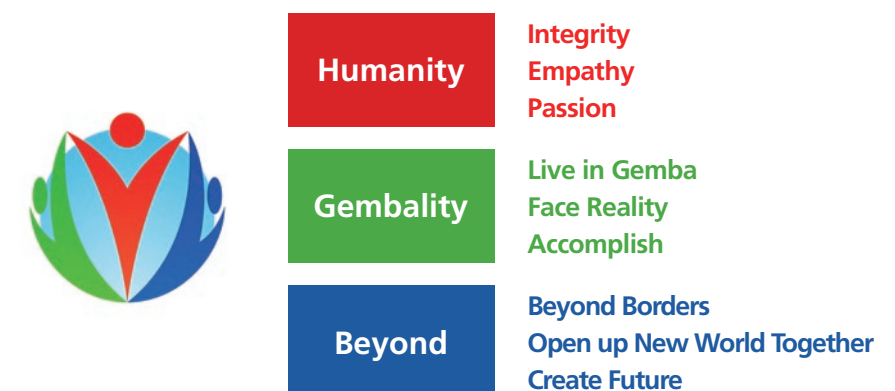 Humanity
Integrity
Empathy
Passion
Gembality
Live in Gemba
Face Reality
Accomplish
Beyond
Beyond Borders
Open up New World Together
Create Future